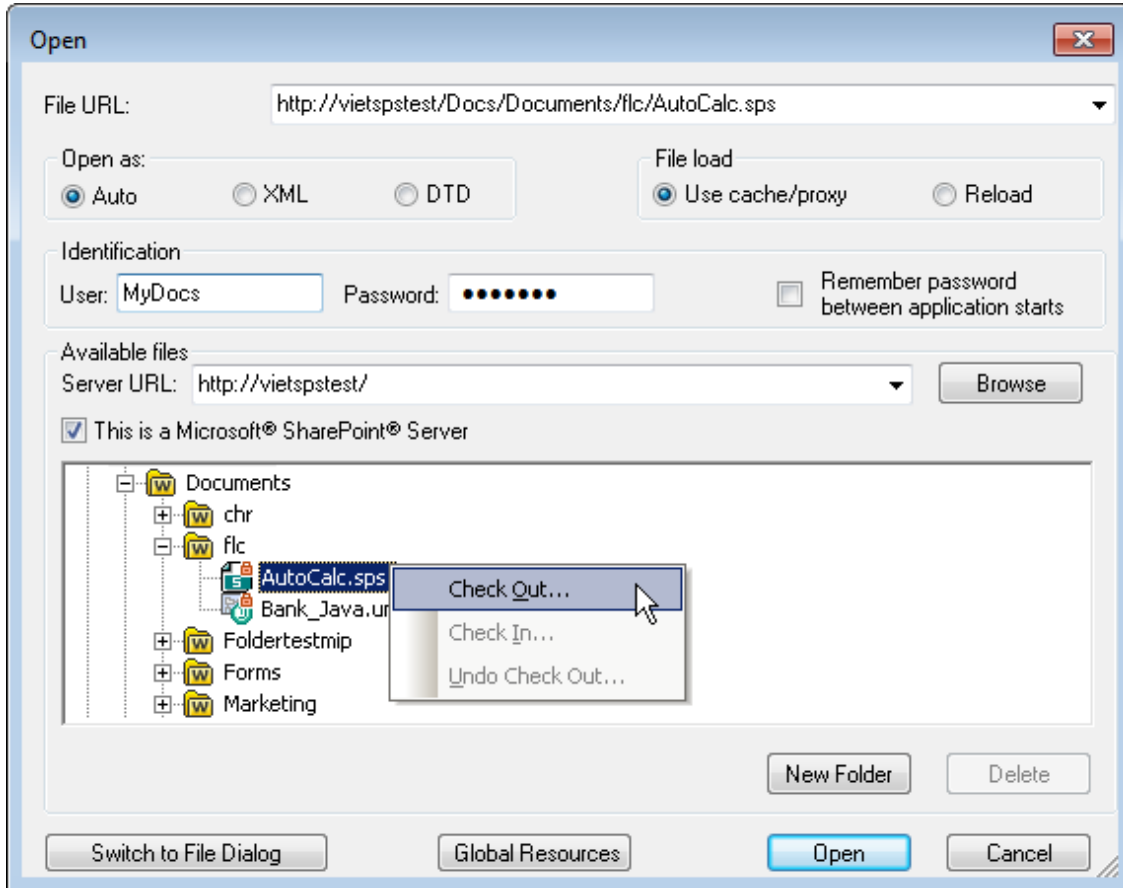 Open
File URL: http://vietspstest/Docs/Documents/flc/AutoCalc.sps
Open as: File load
Auto XML DTD Use cache/proxy Reload
Identification
User: MyDocs Password: ●●●●●●● Remember password
between application starts
Available files
Server URL: http://vietspstest/ Browse
This is a Microsoft® SharePoint® Server
Documents
chr
flc
AutoCalc.sps Check Out...
Bank_Java.u
Check In...
Foldertestmip
Forms Undo Check Out...
Marketing
New Folder Delete
Switch to File Dialog Global Resources Open Cancel